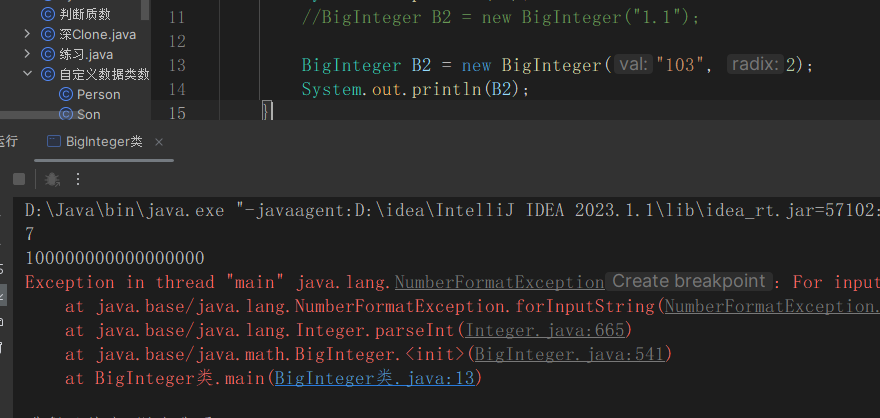 判断质数
深Clone.java
练习.java
自定义数据类数
Person
Son
11 //BigInteger B2 = new BigInteger("1.1");
12
13 BigInteger B2 = new BigInteger( val: "103", radix: 2);
14 System.out.println(B2);
15 }
运行 BigInteger类 ×
D:\Java\bin\java.exe "-javaagent:D:\idea\IntelliJ IDEA 2023.1.1\lib\idea_rt.jar=57102:
7
100000000000000000
Exception in thread "main" java.lang.NumberFormatException Create breakpoint : For input
at java.base/java.lang.NumberFormatException.forInputString(NumberFormatException.
at java.base/java.lang.Integer.parseInt(Integer.java:665)
at java.base/java.math.BigInteger.<init>(BigInteger.java:541)
at BigInteger类.main(BigInteger类.java:13)